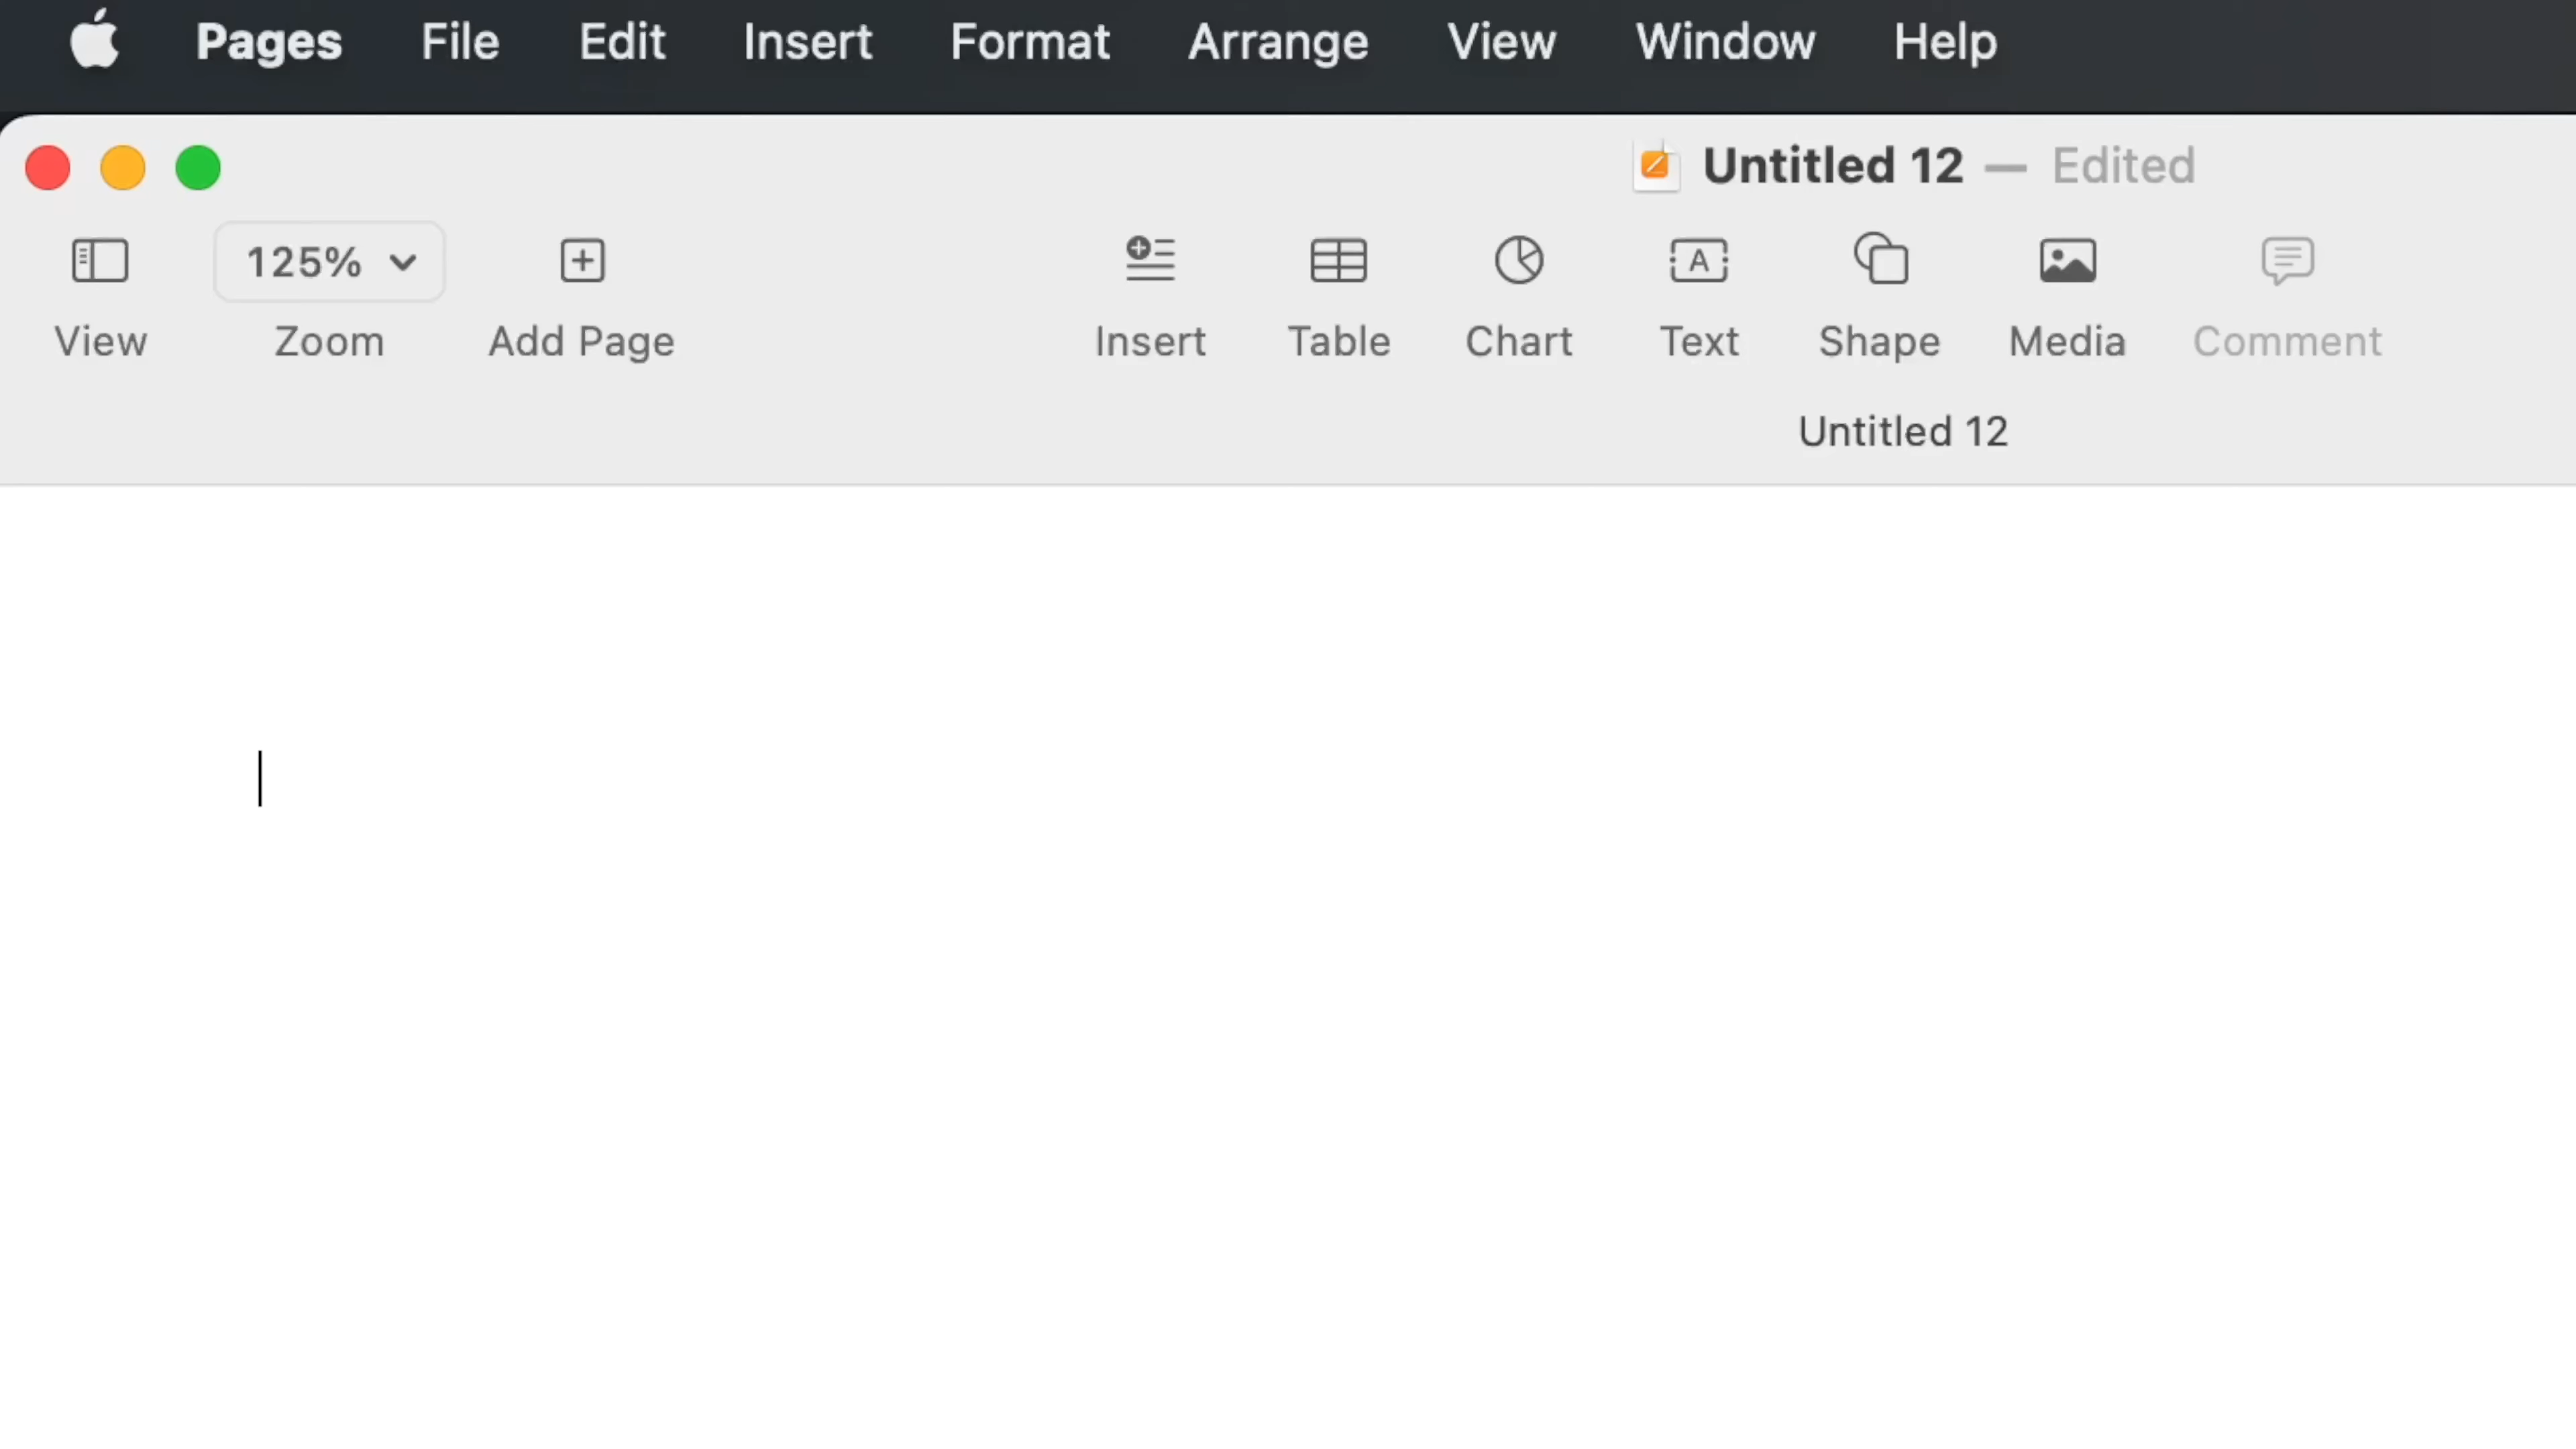 Pages File Edit Insert Format Arrange View Window Help
Untitled 12 — Edited
125%
View Zoom Add Page Insert Table Chart Text Shape Media Comment
Untitled 12